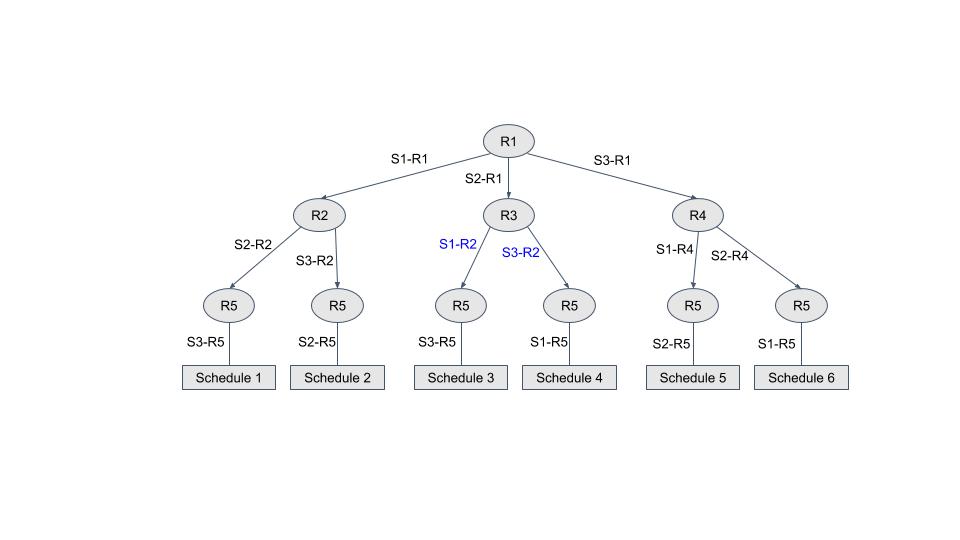 R1
S1-R1
S2-R1
S3-R1
R2
R3
R4
S2-R2
S3-R2
S1-R2
S3-R2
S1-R4
S2-R4
R5
R5
R5
R5
R5
R5
S3-R5
S2-R5
S3-R5
S1-R5
S2-R5
S1-R5
Schedule 1
Schedule 2
Schedule 3
Schedule 4
Schedule 5
Schedule 6